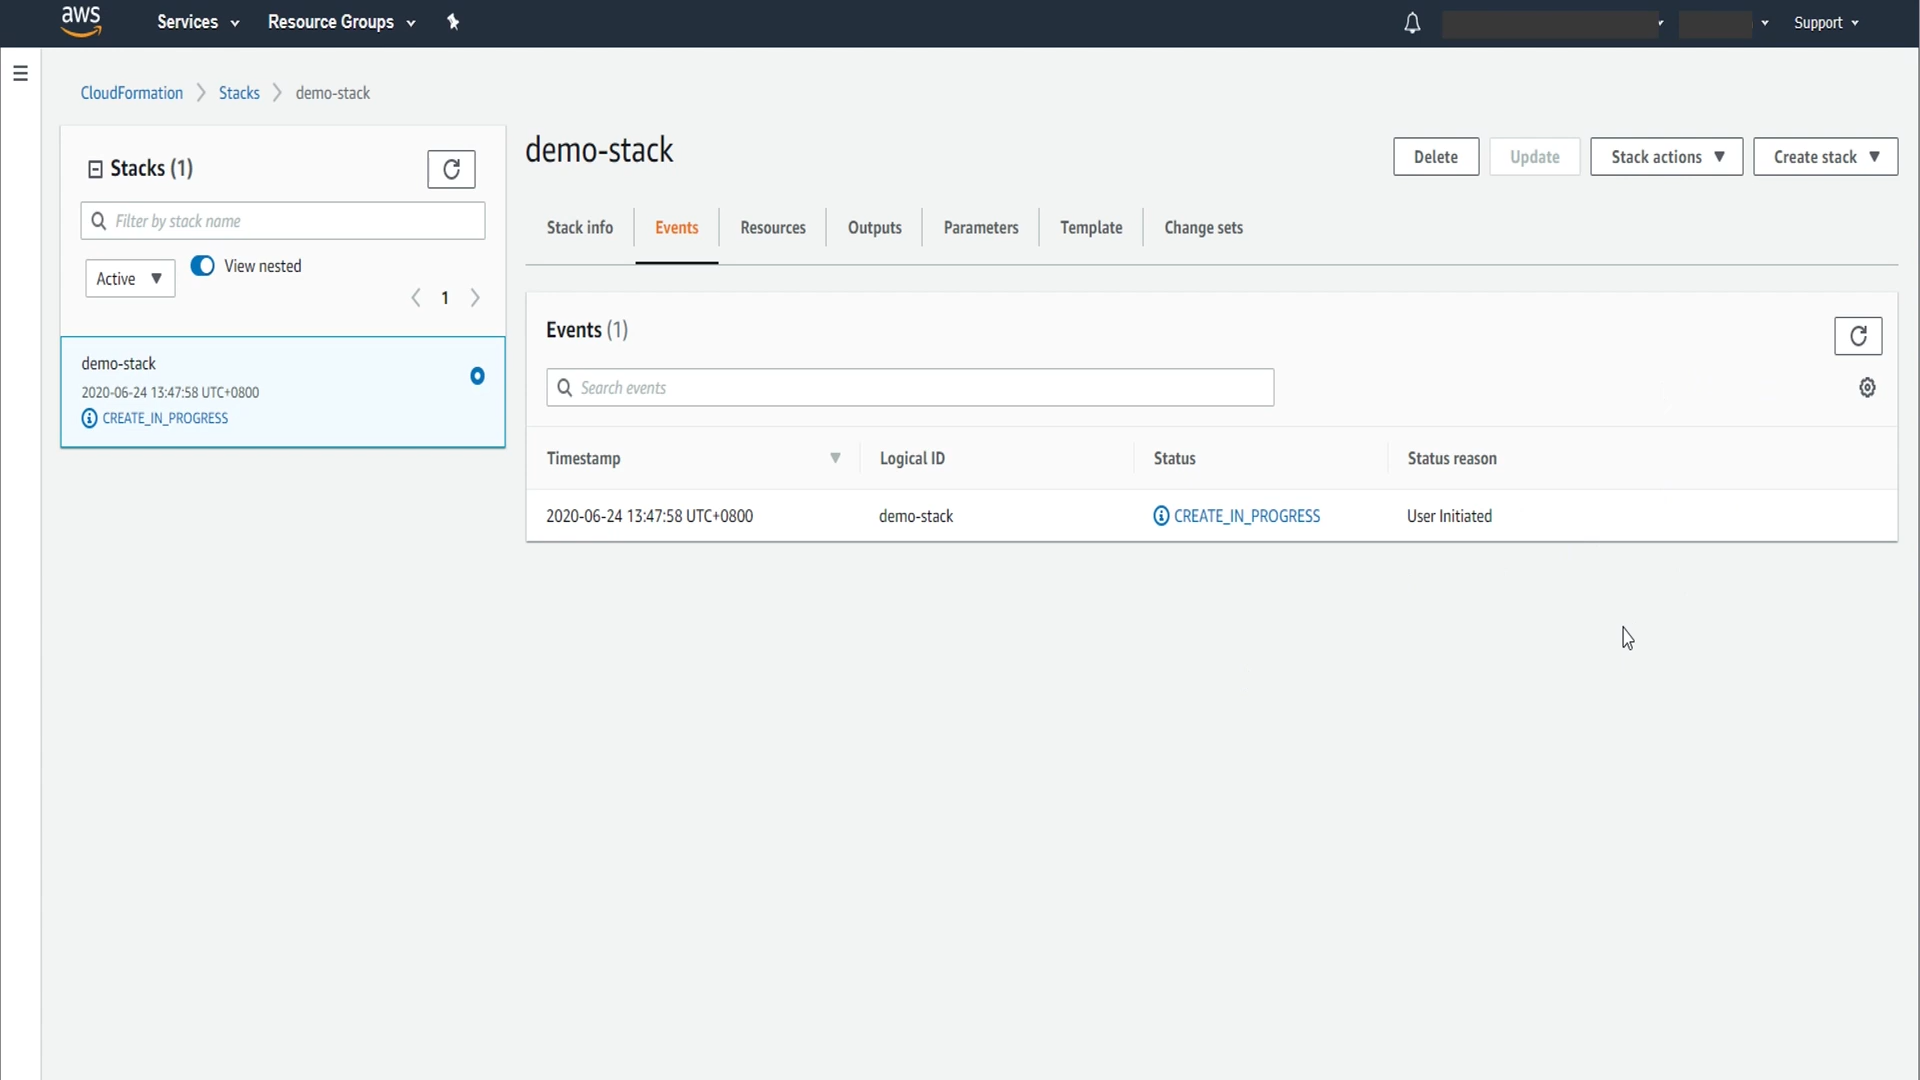 aws Services Resource Groups Support
CloudFormation Stacks demo-stack
Stacks (1)
Filter by stack name
Active View nested
1
demo-stack
2020-06-24 13:47:58 UTC+0800
CREATE_IN_PROGRESS
demo-stack
Delete Update Stack actions Create stack
Stack info Events Resources Outputs Parameters Template Change sets
Events (1)
Search events
Timestamp Logical ID Status Status reason
2020-06-24 13:47:58 UTC+0800 demo-stack CREATE_IN_PROGRESS User Initiated